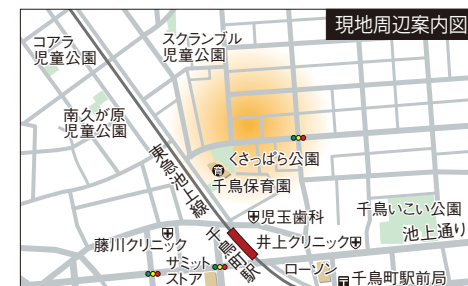 現地周辺案内図
コアラ
児童公園
スクランブル
児童公園
南久が原
児童公園
東急池上線
くさっぱら公園
育
千鳥保育園
児玉歯科
千鳥いこい公園
池上通り
藤川クリニック
千鳥町駅
井上クリニック
サミット
ストア
ローソン
千鳥町駅前局